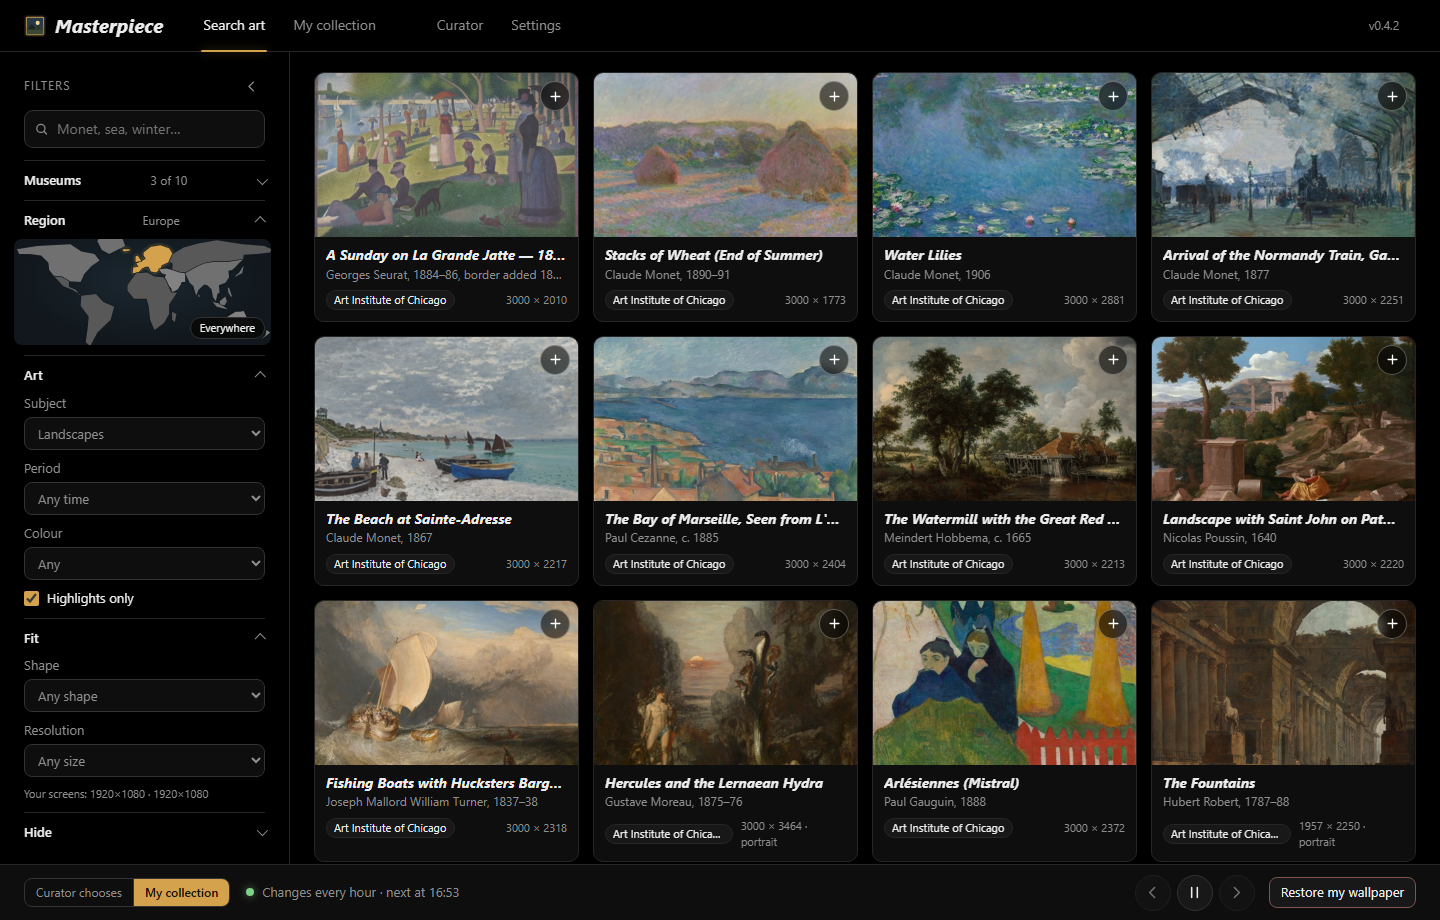 Masterpiece
Search art
My collection
Curator
Settings
v0.4.2
FILTERS
Monet, sea, winter...
Museums 3 of 10
Region Europe
Everywhere
Art
Subject
Landscapes
Period
Any time
Colour
Any
Highlights only
Fit
Shape
Any shape
Resolution
Any size
Your screens: 1920×1080 · 1920×1080
Hide
A Sunday on La Grande Jatte — 18...
Georges Seurat, 1884–86, border added 18...
Art Institute of Chicago 3000 × 2010
Stacks of Wheat (End of Summer)
Claude Monet, 1890–91
Art Institute of Chicago 3000 × 1773
Water Lilies
Claude Monet, 1906
Art Institute of Chicago 3000 × 2881
Arrival of the Normandy Train, Ga...
Claude Monet, 1877
Art Institute of Chicago 3000 × 2251
The Beach at Sainte-Adresse
Claude Monet, 1867
Art Institute of Chicago 3000 × 2217
The Bay of Marseille, Seen from L'...
Paul Cezanne, c. 1885
Art Institute of Chicago 3000 × 2404
The Watermill with the Great Red ...
Meindert Hobbema, c. 1665
Art Institute of Chicago 3000 × 2213
Landscape with Saint John on Pat...
Nicolas Poussin, 1640
Art Institute of Chicago 3000 × 2220
Fishing Boats with Hucksters Barg...
Joseph Mallord William Turner, 1837–38
Art Institute of Chicago 3000 × 2318
Hercules and the Lernaean Hydra
Gustave Moreau, 1875–76
Art Institute of Chica... 3000 × 3464 ·
portrait
Arlésiennes (Mistral)
Paul Gauguin, 1888
Art Institute of Chicago 3000 × 2372
The Fountains
Hubert Robert, 1787–88
Art Institute of Chica... 1957 × 2250 ·
portrait
Curator chooses
My collection
Changes every hour · next at 16:53
Restore my wallpaper